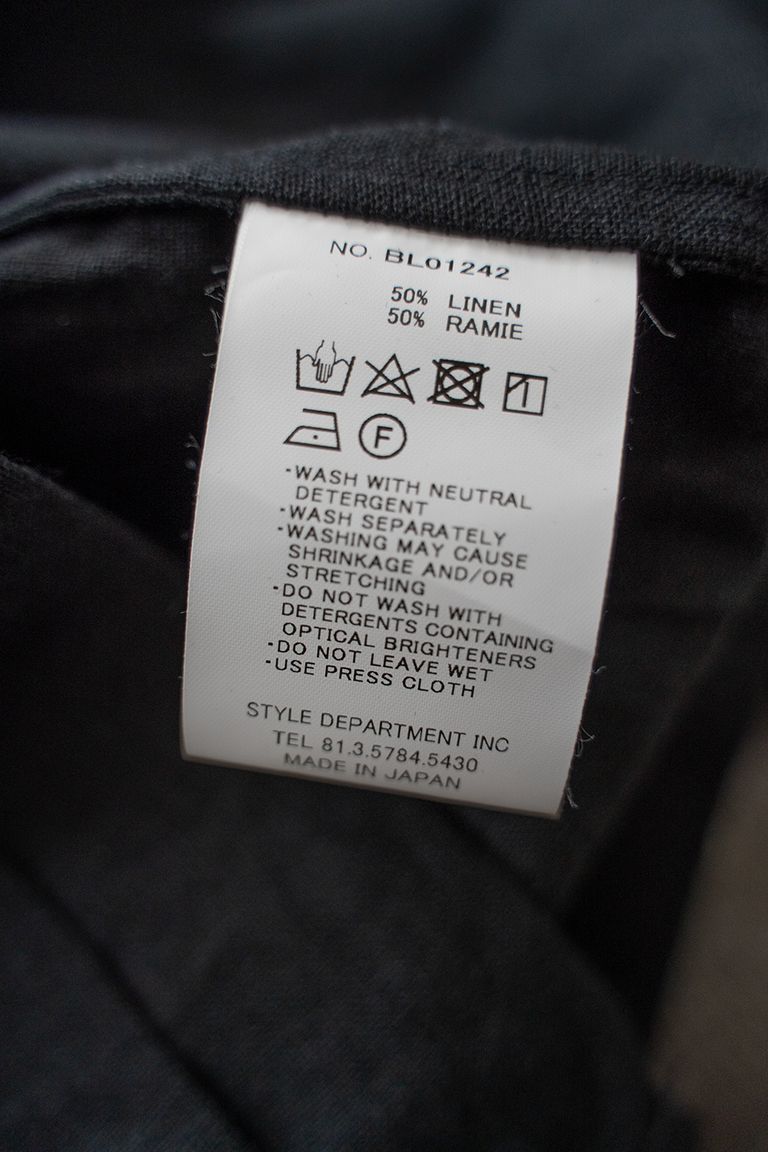 NO. BL01242
50% LINEN
50% RAMIE
F
-WASH WITH NEUTRAL
DETERGENT
-WASH SEPARATELY
-WASHING MAY CAUSE
SHRINKAGE AND/OR
STRETCHING
-DO NOT WASH WITH
DETERGENTS CONTAINING
OPTICAL BRIGHTENERS
-DO NOT LEAVE WET
-USE PRESS CLOTH
STYLE DEPARTMENT INC
TEL 81.3.5784.5430
MADE IN JAPAN